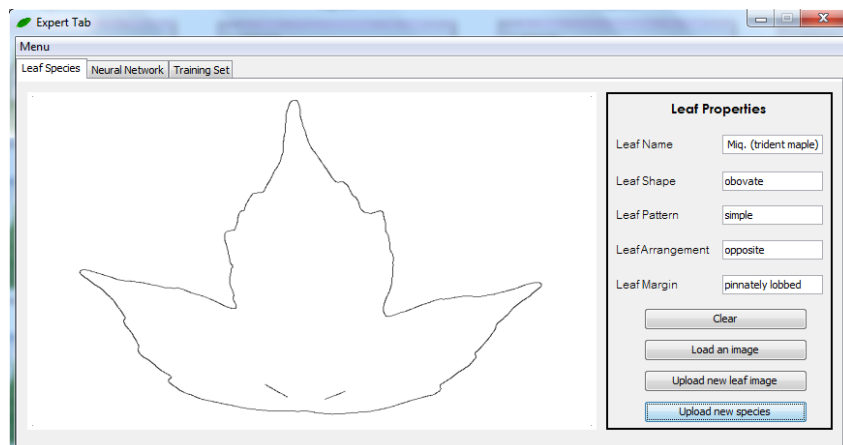 Expert Tab
Menu
Leaf Species Neural Network Training Set
Leaf Properties
Leaf Name Miq. (trident maple)
Leaf Shape obovate
Leaf Pattern simple
Leaf Arrangement opposite
Leaf Margin pinnately lobbed
Clear
Load an image
Upload new leaf image
Upload new species